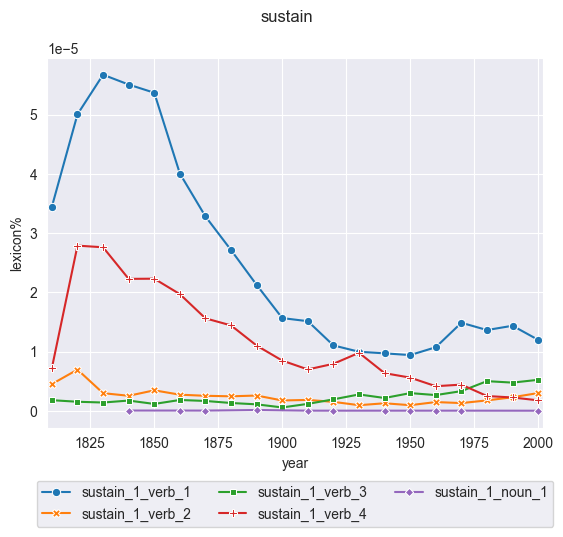 sustain
1e−5
5
4
3
2
1
0
lexicon%
1825 1850 1875 1900 1925 1950 1975 2000
year
sustain_1_verb_1 sustain_1_verb_3 sustain_1_noun_1
sustain_1_verb_2 sustain_1_verb_4